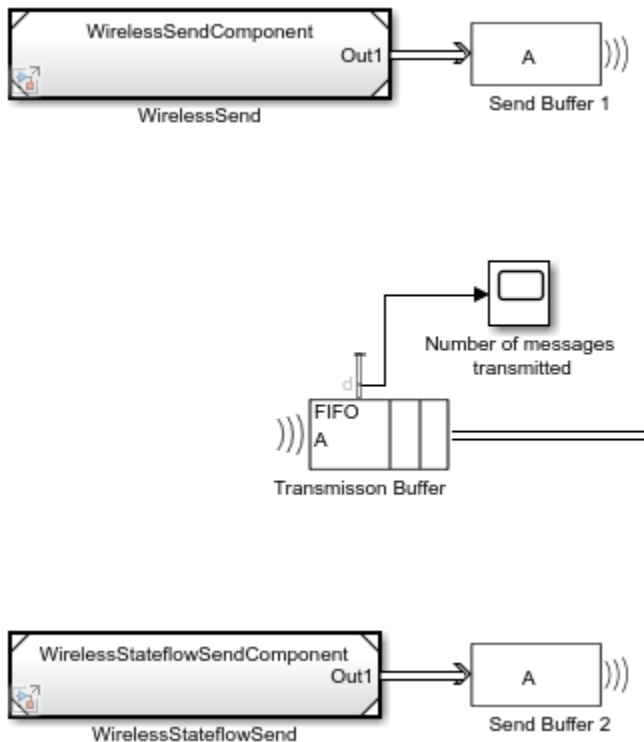 WirelessSendComponent
Out1
WirelessSend
A
Send Buffer 1
Number of messages
transmitted
d
FIFO
A
Transmisson Buffer
WirelessStateflowSendComponent
Out1
WirelessStateflowSend
A
Send Buffer 2